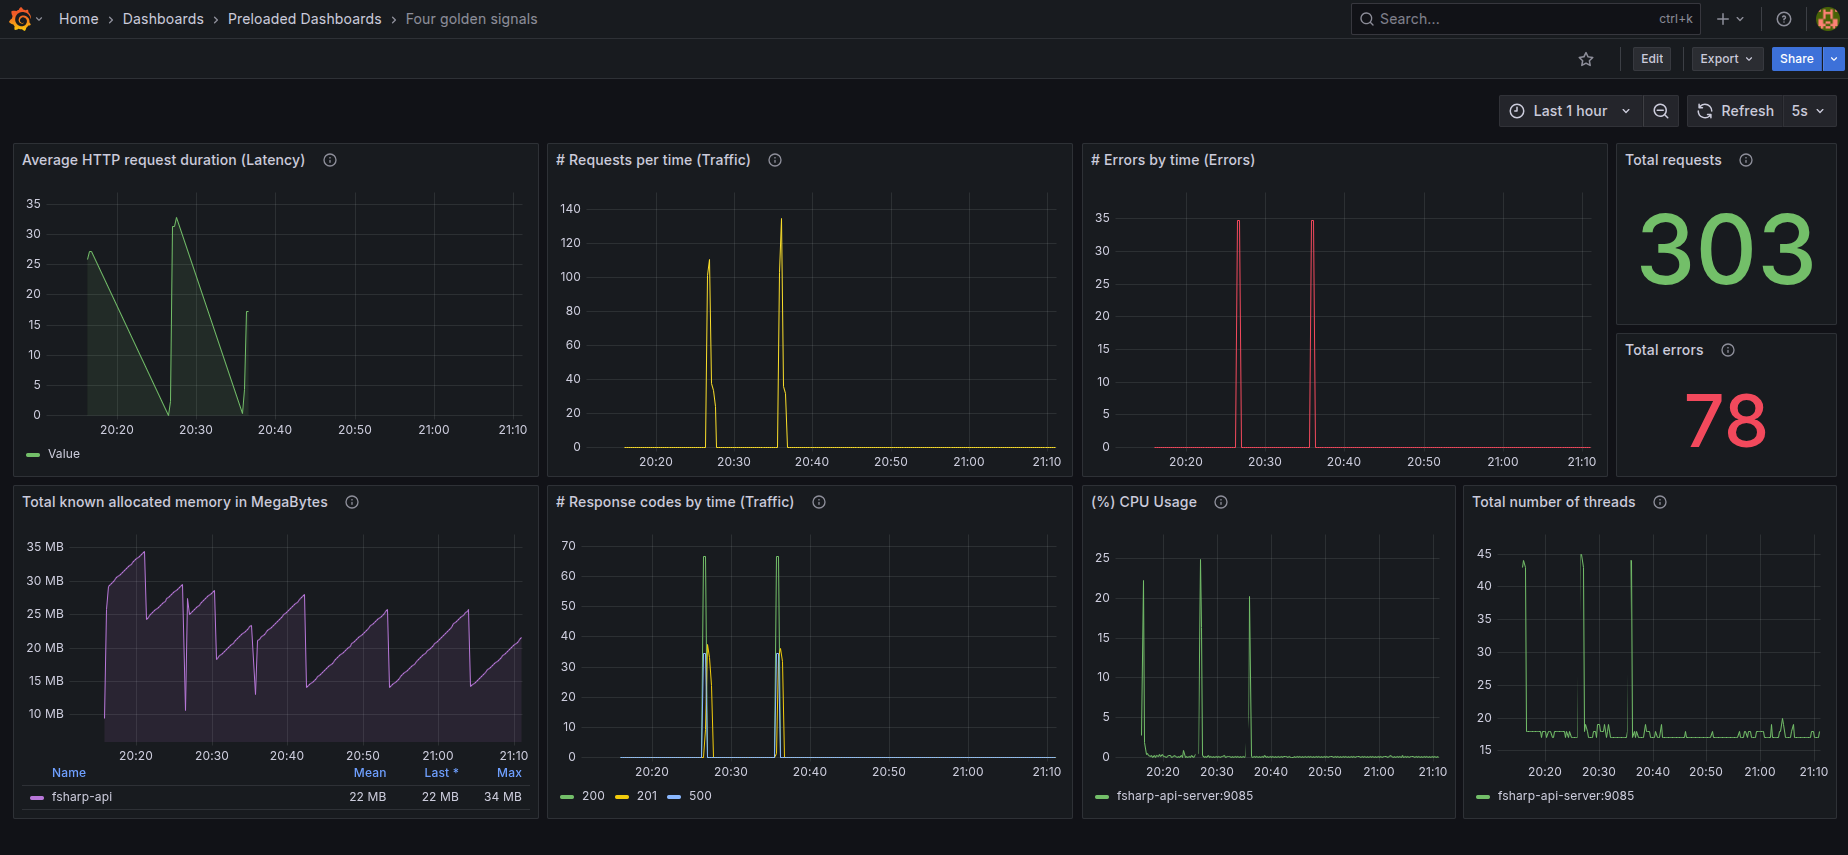 Home › Dashboards › Preloaded Dashboards › Four golden signals
Search... ctrl+k
Edit Export Share
Last 1 hour Refresh 5s
Average HTTP request duration (Latency)
35
30
25
20
15
10
5
0
20:20 20:30 20:40 20:50 21:00 21:10
Value
# Requests per time (Traffic)
140
120
100
80
60
40
20
0
20:20 20:30 20:40 20:50 21:00 21:10
# Errors by time (Errors)
35
30
25
20
15
10
5
0
20:20 20:30 20:40 20:50 21:00 21:10
Total requests
303
Total errors
78
Total known allocated memory in MegaBytes
35 MB
30 MB
25 MB
20 MB
15 MB
10 MB
20:20 20:30 20:40 20:50 21:00 21:10
Name Mean Last * Max
fsharp-api 22 MB 22 MB 34 MB
# Response codes by time (Traffic)
70
60
50
40
30
20
10
0
20:20 20:30 20:40 20:50 21:00 21:10
200 201 500
(%) CPU Usage
25
20
15
10
5
0
20:20 20:30 20:40 20:50 21:00 21:10
fsharp-api-server:9085
Total number of threads
45
40
35
30
25
20
15
20:20 20:30 20:40 20:50 21:00 21:10
fsharp-api-server:9085